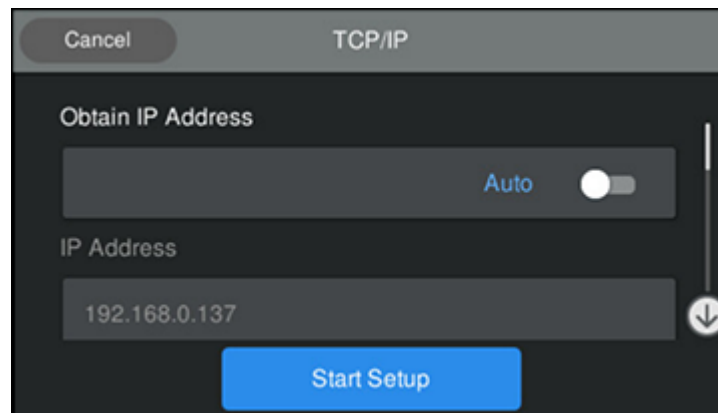 Cancel
TCP/IP
Obtain IP Address
Auto
IP Address
192.168.0.137
Start Setup